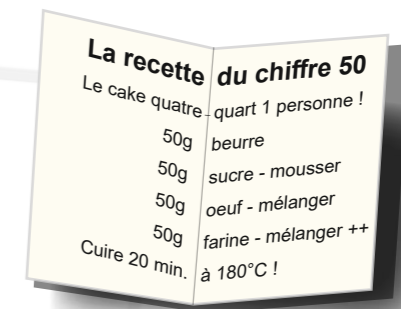 La recette du chiffre 50
Le cake quatre-quart 1 personne !
50g beurre
50g sucre - mousser
50g oeuf - mélanger
50g farine - mélanger ++
Cuire 20 min. à 180°C !